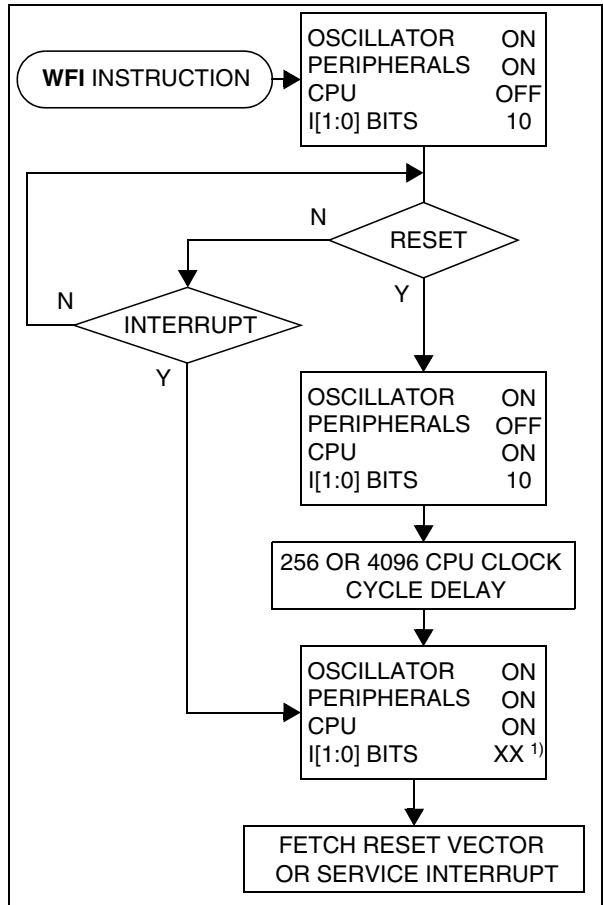 WFI INSTRUCTION
OSCILLATOR ON
PERIPHERALS ON
CPU OFF
I[1:0] BITS 10
N
RESET
N
INTERRUPT
Y
Y
OSCILLATOR ON
PERIPHERALS OFF
CPU ON
I[1:0] BITS 10
256 OR 4096 CPU CLOCK
CYCLE DELAY
OSCILLATOR ON
PERIPHERALS ON
CPU ON
I[1:0] BITS XX 1)
FETCH RESET VECTOR
OR SERVICE INTERRUPT